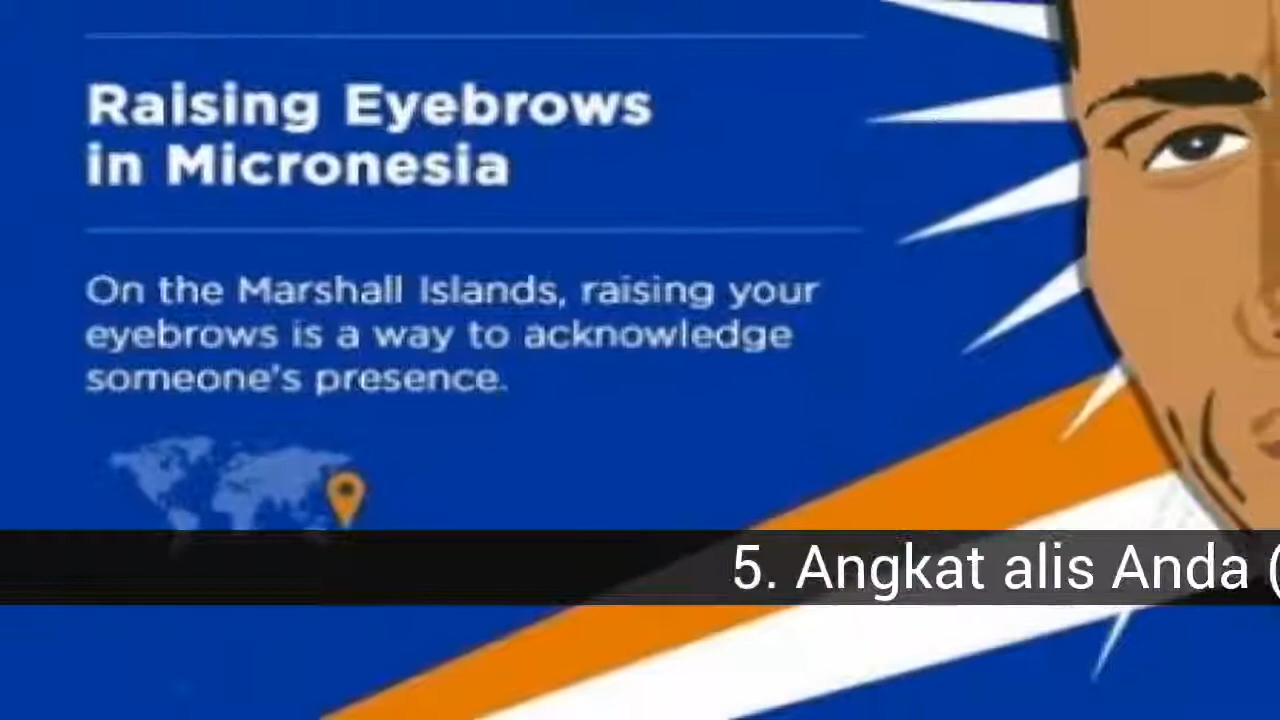 Raising Eyebrows
in Micronesia
On the Marshall Islands, raising your
eyebrows is a way to acknowledge
someone's presence.
5. Angkat alis Anda (